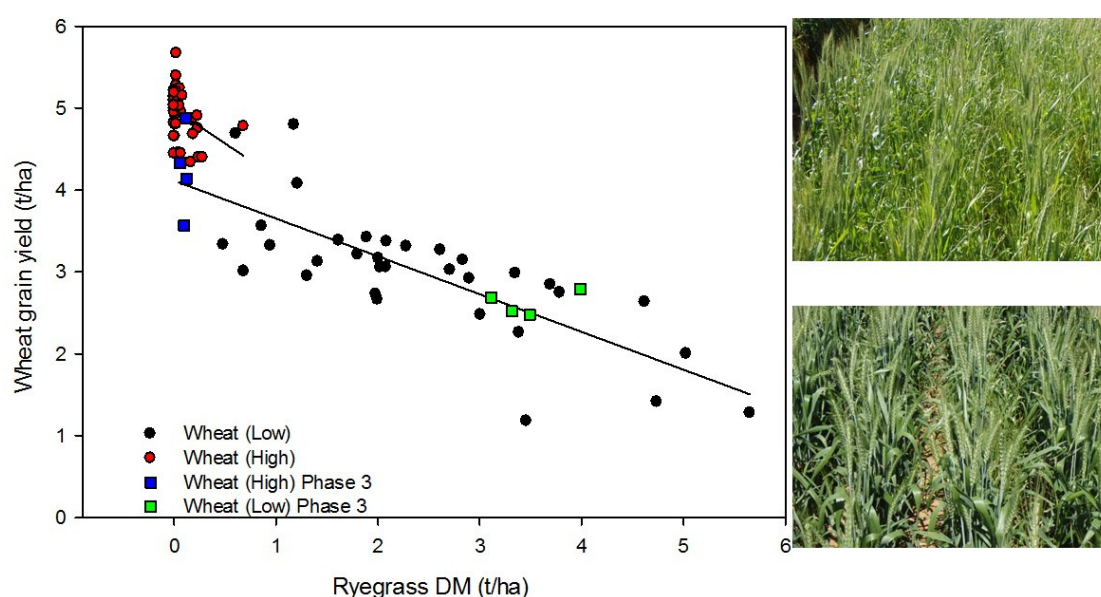 6
5
4
3
2
1
0
Wheat grain yield (t/ha)
Wheat (Low)
Wheat (High)
Wheat (High) Phase 3
Wheat (Low) Phase 3
0 1 2 3 4 5 6
Ryegrass DM (t/ha)